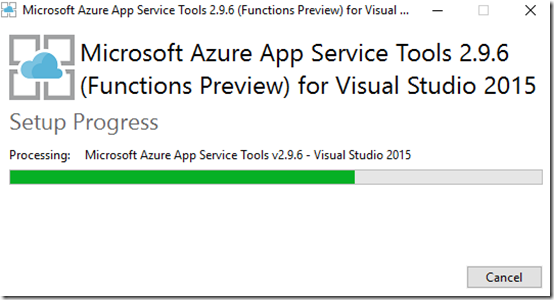 Microsoft Azure App Service Tools 2.9.6 (Functions Preview) for Visual ...
Microsoft Azure App Service Tools 2.9.6
(Functions Preview) for Visual Studio 2015
Setup Progress
Processing: Microsoft Azure App Service Tools v2.9.6 - Visual Studio 2015
Cancel